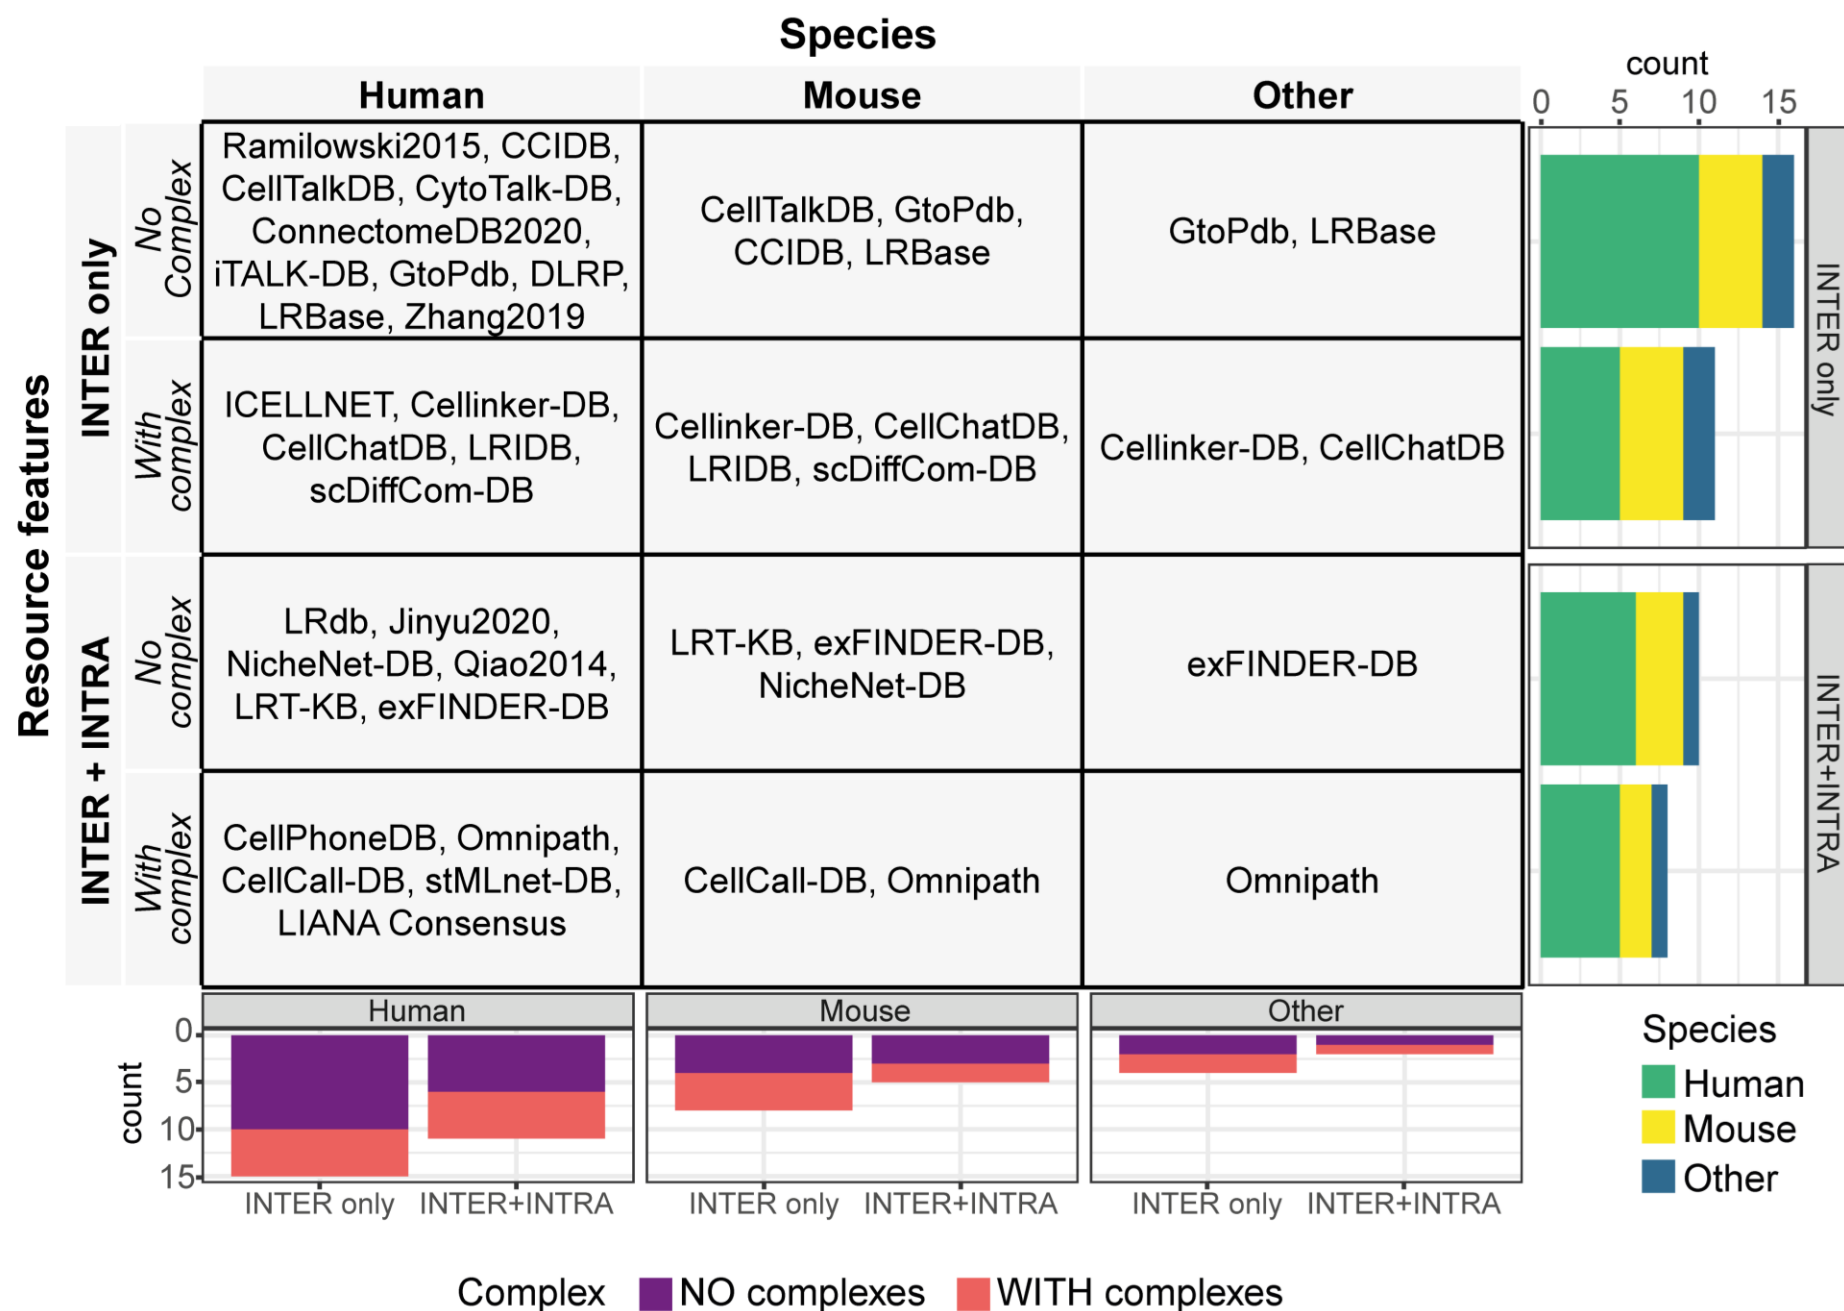 Species
Human
Mouse
Other
count
0 5 10 15
Resource features
INTER only
No
Complex
Ramilowski2015, CCIDB,
CellTalkDB, CytoTalk-DB,
ConnectomeDB2020,
iTALK-DB, GtoPdb, DLRP,
LRBase, Zhang2019
CellTalkDB, GtoPdb,
CCIDB, LRBase
GtoPdb, LRBase
With
complex
ICELLNET, Cellinker-DB,
CellChatDB, LRIDB,
scDiffCom-DB
Cellinker-DB, CellChatDB,
LRIDB, scDiffCom-DB
Cellinker-DB, CellChatDB
INTER only
INTER + INTRA
No
complex
LRdb, Jinyu2020,
NicheNet-DB, Qiao2014,
LRT-KB, exFINDER-DB
LRT-KB, exFINDER-DB,
NicheNet-DB
exFINDER-DB
With
complex
CellPhoneDB, Omnipath,
CellCall-DB, stMLnet-DB,
LIANA Consensus
CellCall-DB, Omnipath
Omnipath
INTER+INTRA
Human
Mouse
Other
count
0
5
10
15
INTER only INTER+INTRA
INTER only INTER+INTRA
INTER only INTER+INTRA
Species
Human
Mouse
Other
Complex NO complexes WITH complexes